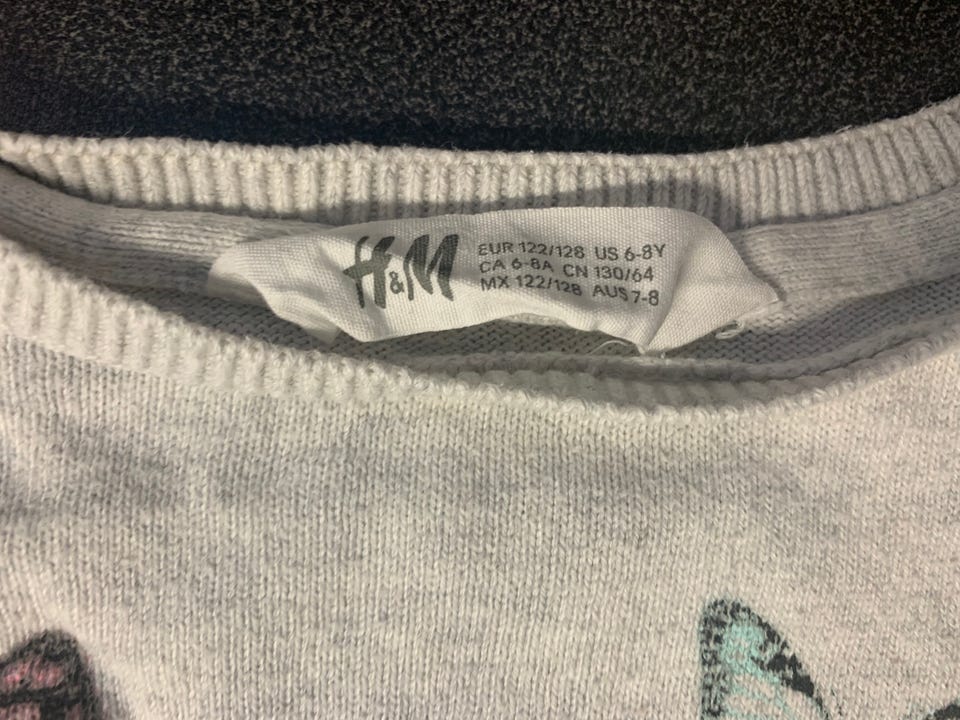 H&M
EUR 122/128 US 6-8Y
CA 6-8A CN 130/64
MX 122/128 AUS 7-8